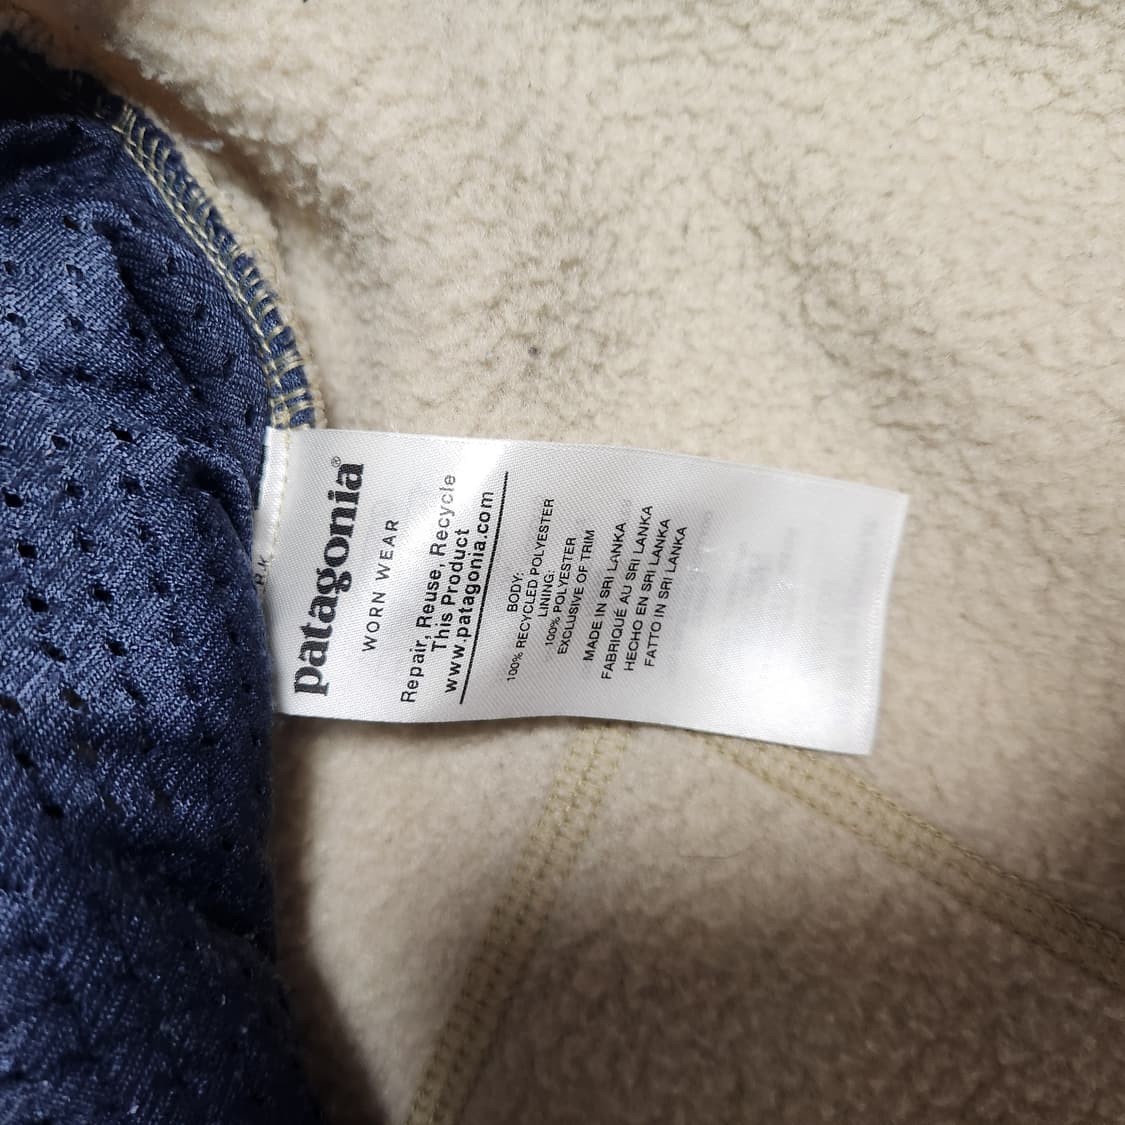 patagonia®
WORN WEAR
Repair, Reuse, Recycle
This Product
www.patagonia.com
BODY:
100% RECYCLED POLYESTER
LINING:
100% POLYESTER
EXCLUSIVE OF TRIM
MADE IN SRI LANKA
FABRIQUÉ AU SRI LANKA
HECHO EN SRI LANKA
FATTO IN SRI LANKA